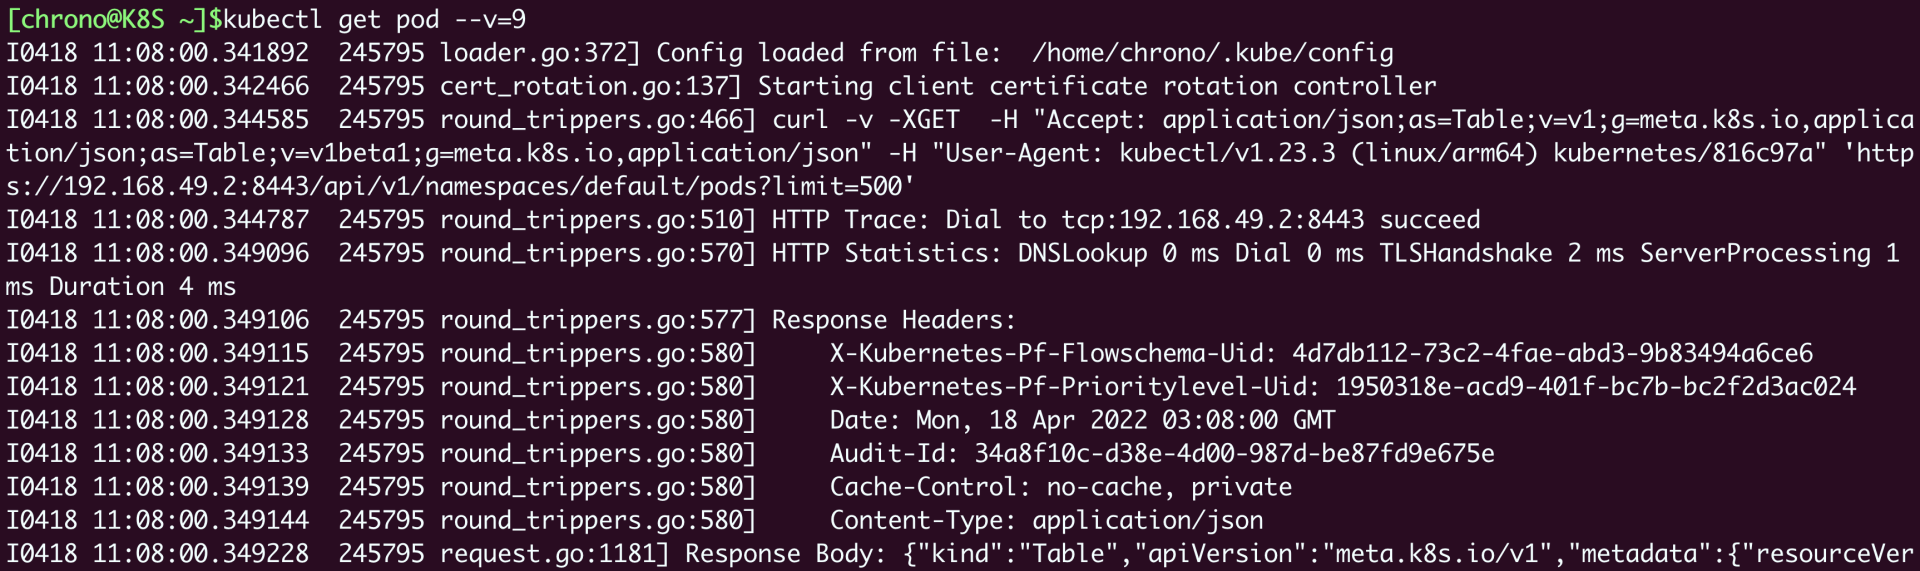 [chrono@K8S ~]$kubectl get pod --v=9
I0418 11:08:00.341892  245795 loader.go:372] Config loaded from file:  /home/chrono/.kube/config
I0418 11:08:00.342466  245795 cert_rotation.go:137] Starting client certificate rotation controller
I0418 11:08:00.344585  245795 round_trippers.go:466] curl -v -XGET  -H "Accept: application/json;as=Table;v=v1;g=meta.k8s.io,applica
tion/json;as=Table;v=v1beta1;g=meta.k8s.io,application/json" -H "User-Agent: kubectl/v1.23.3 (linux/arm64) kubernetes/816c97a" 'http
s://192.168.49.2:8443/api/v1/namespaces/default/pods?limit=500'
I0418 11:08:00.344787  245795 round_trippers.go:510] HTTP Trace: Dial to tcp:192.168.49.2:8443 succeed
I0418 11:08:00.349096  245795 round_trippers.go:570] HTTP Statistics: DNSLookup 0 ms Dial 0 ms TLSHandshake 2 ms ServerProcessing 1
ms Duration 4 ms
I0418 11:08:00.349106  245795 round_trippers.go:577] Response Headers:
I0418 11:08:00.349115  245795 round_trippers.go:580]     X-Kubernetes-Pf-Flowschema-Uid: 4d7db112-73c2-4fae-abd3-9b83494a6ce6
I0418 11:08:00.349121  245795 round_trippers.go:580]     X-Kubernetes-Pf-Prioritylevel-Uid: 1950318e-acd9-401f-bc7b-bc2f2d3ac024
I0418 11:08:00.349128  245795 round_trippers.go:580]     Date: Mon, 18 Apr 2022 03:08:00 GMT
I0418 11:08:00.349133  245795 round_trippers.go:580]     Audit-Id: 34a8f10c-d38e-4d00-987d-be87fd9e675e
I0418 11:08:00.349139  245795 round_trippers.go:580]     Cache-Control: no-cache, private
I0418 11:08:00.349144  245795 round_trippers.go:580]     Content-Type: application/json
I0418 11:08:00.349228  245795 request.go:1181] Response Body: {"kind":"Table","apiVersion":"meta.k8s.io/v1","metadata":{"resourceVer